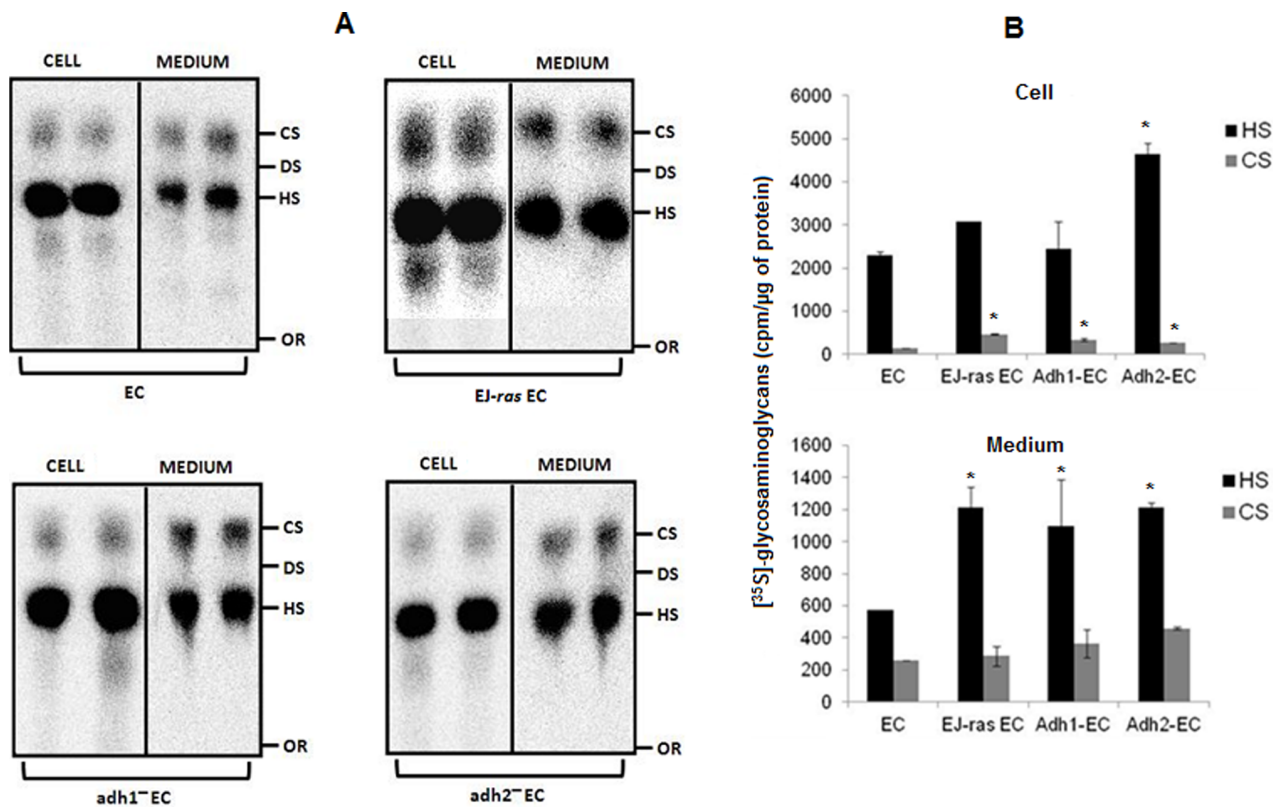 A
CELL MEDIUM
CS
DS
HS
OR
EC
CELL MEDIUM
CS
DS
HS
OR
EJ-ras EC
CELL MEDIUM
CS
DS
HS
OR
adh1⁻ EC
CELL MEDIUM
CS
DS
HS
OR
adh2⁻ EC
B
[³⁵S]-glycosaminoglycans (cpm/µg of protein)
Cell
6000
5000
4000
3000
2000
1000
0
* * * *
EC EJ-ras EC Adh1-EC Adh2-EC
HS
CS
Medium
1600
1400
1200
1000
800
600
400
200
0
* * *
EC EJ-ras EC Adh1-EC Adh2-EC
HS
CS